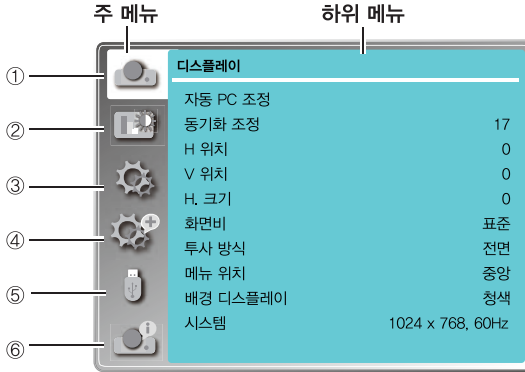 주 메뉴
하위 메뉴
디스플레이
자동 PC 조정
동기화 조정 17
H 위치 0
V 위치 0
H. 크기 0
화면비 표준
투사 방식 전면
메뉴 위치 중앙
배경 디스플레이 청색
시스템 1024 x 768, 60Hz
①
②
③
④
⑤
⑥